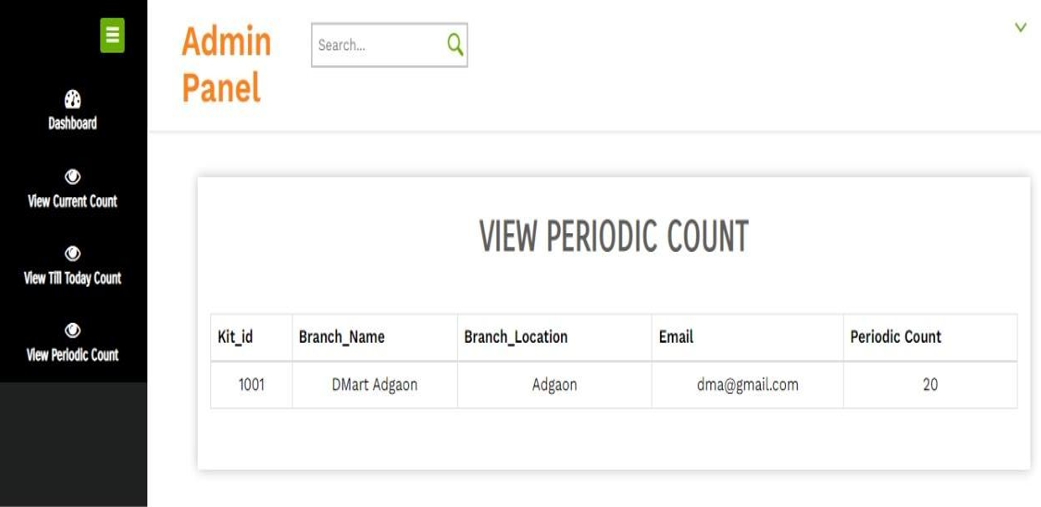 Dashboard
View Current Count
View Till Today Count
View Periodic Count
Admin
Panel
Search...
VIEW PERIODIC COUNT
Kit_id Branch_Name Branch_Location Email Periodic Count
1001 DMart Adgaon Adgaon dma@gmail.com 20